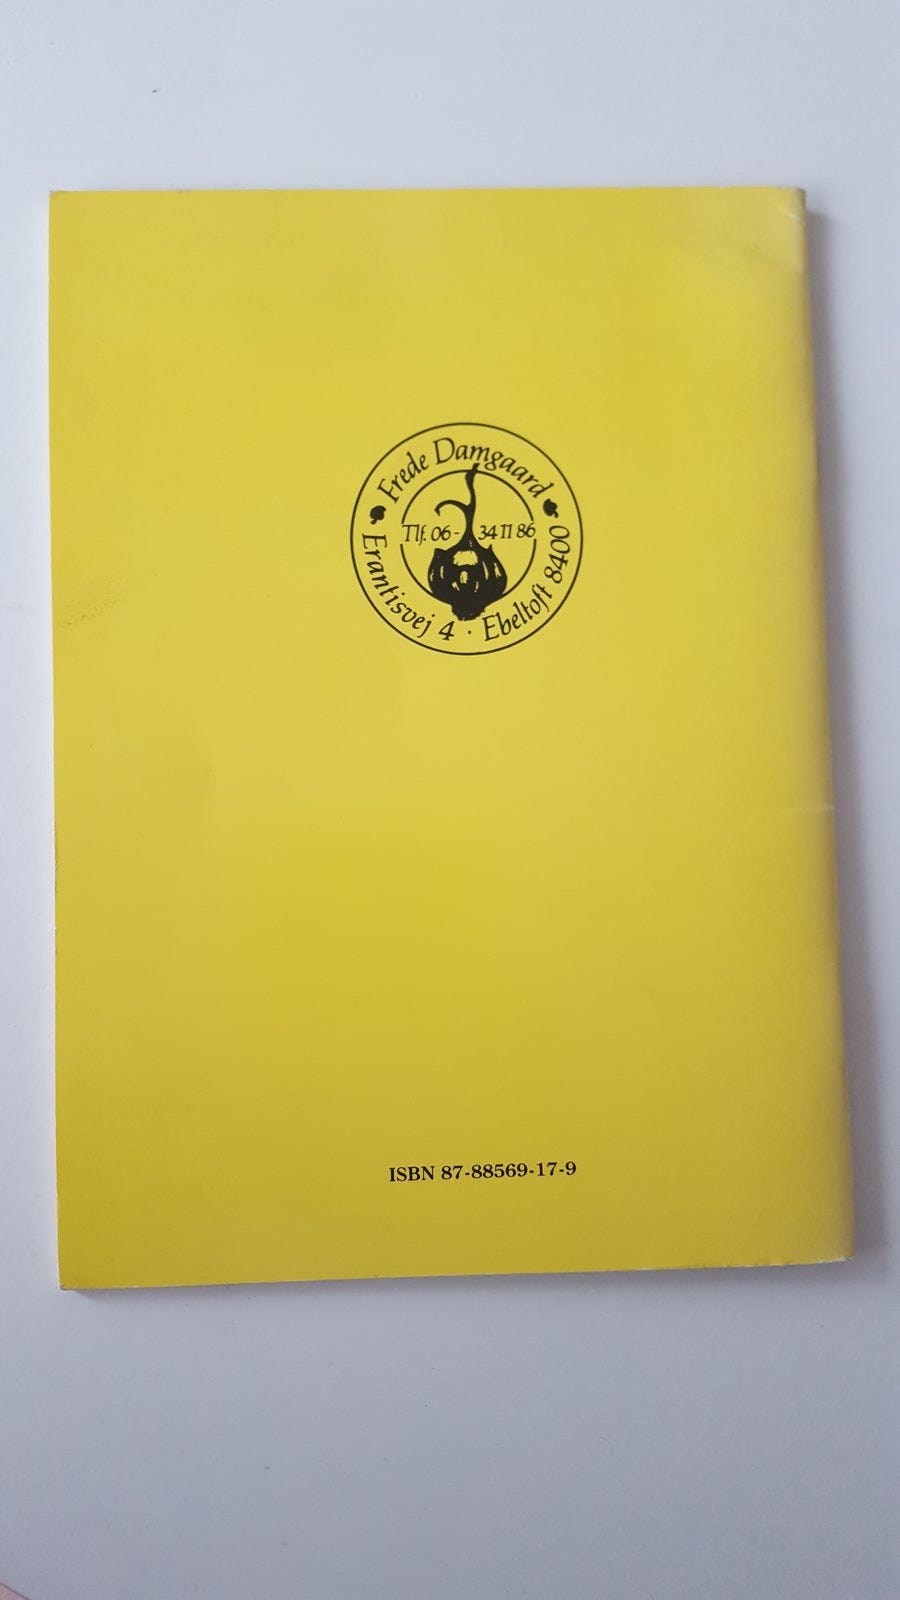 Frede Damgaard
Tlf. 06- 34 11 86
Erantisvej 4 · Ebeltoft 8400
ISBN 87-88569-17-9